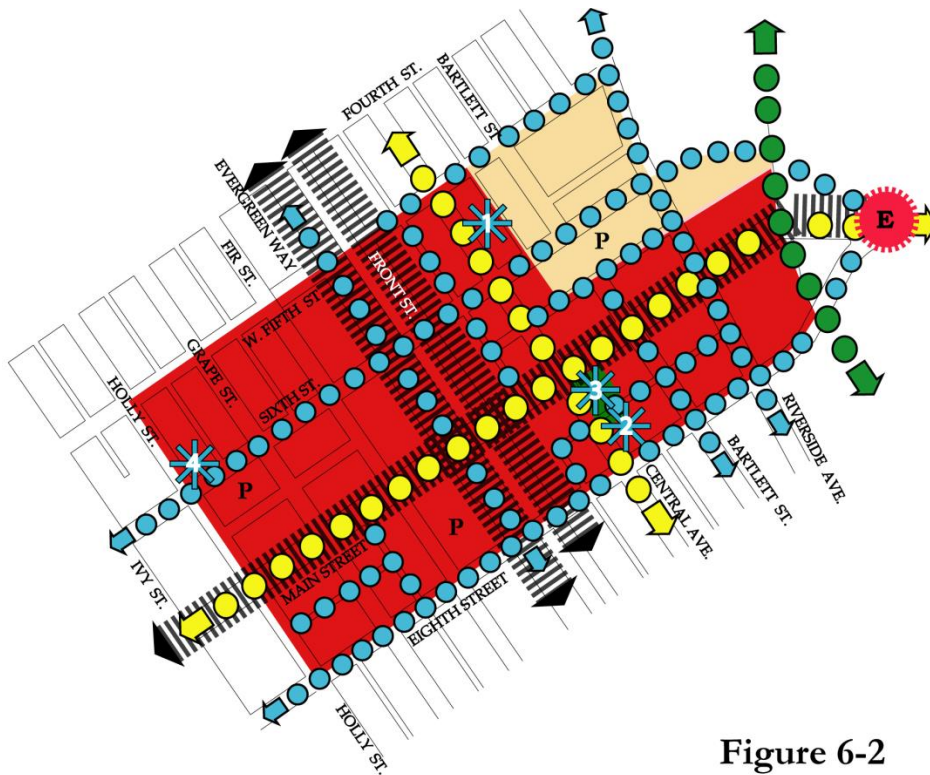 FOURTH ST.
BARTLETT ST.
EVERGREEN WAY
FIR ST.
1
E
P
FRONT ST.
W. FIFTH ST.
GRAPE ST.
HOLLY ST.
SIXTH ST.
3
2
4
P
RIVERSIDE AVE.
BARTLETT ST.
CENTRAL AVE.
P
IVY ST.
MAIN STREET
EIGHTH STREET
HOLLY ST.
Figure 6-2